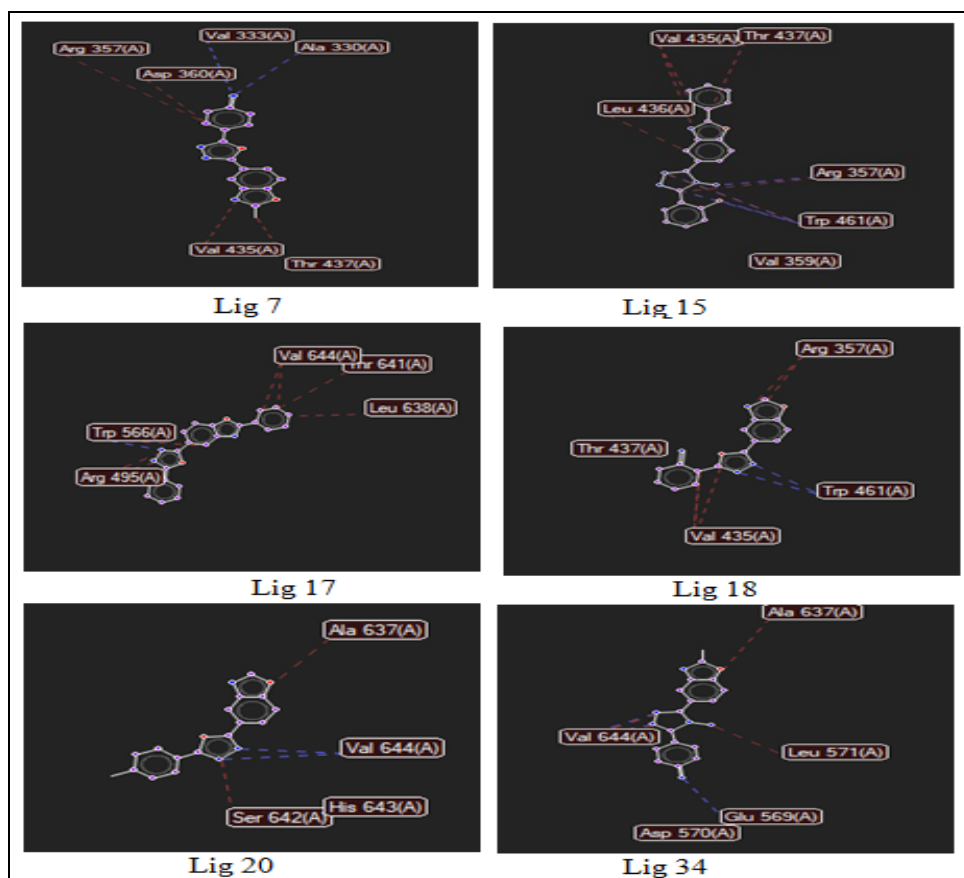 Val 333(A)
Ala 330(A)
Arg 357(A)
Asp 360(A)
Val 435(A)
Thr 437(A)
Lig 7
Val 435(A)
Thr 437(A)
Leu 436(A)
Arg 357(A)
Trp 461(A)
Val 359(A)
Lig 15
Val 644(A)
Thr 641(A)
Leu 638(A)
Trp 566(A)
Arg 495(A)
Lig 17
Arg 357(A)
Thr 437(A)
Trp 461(A)
Val 435(A)
Lig 18
Ala 637(A)
Val 644(A)
His 643(A)
Ser 642(A)
Lig 20
Ala 637(A)
Val 644(A)
Leu 571(A)
Glu 569(A)
Asp 570(A)
Lig 34